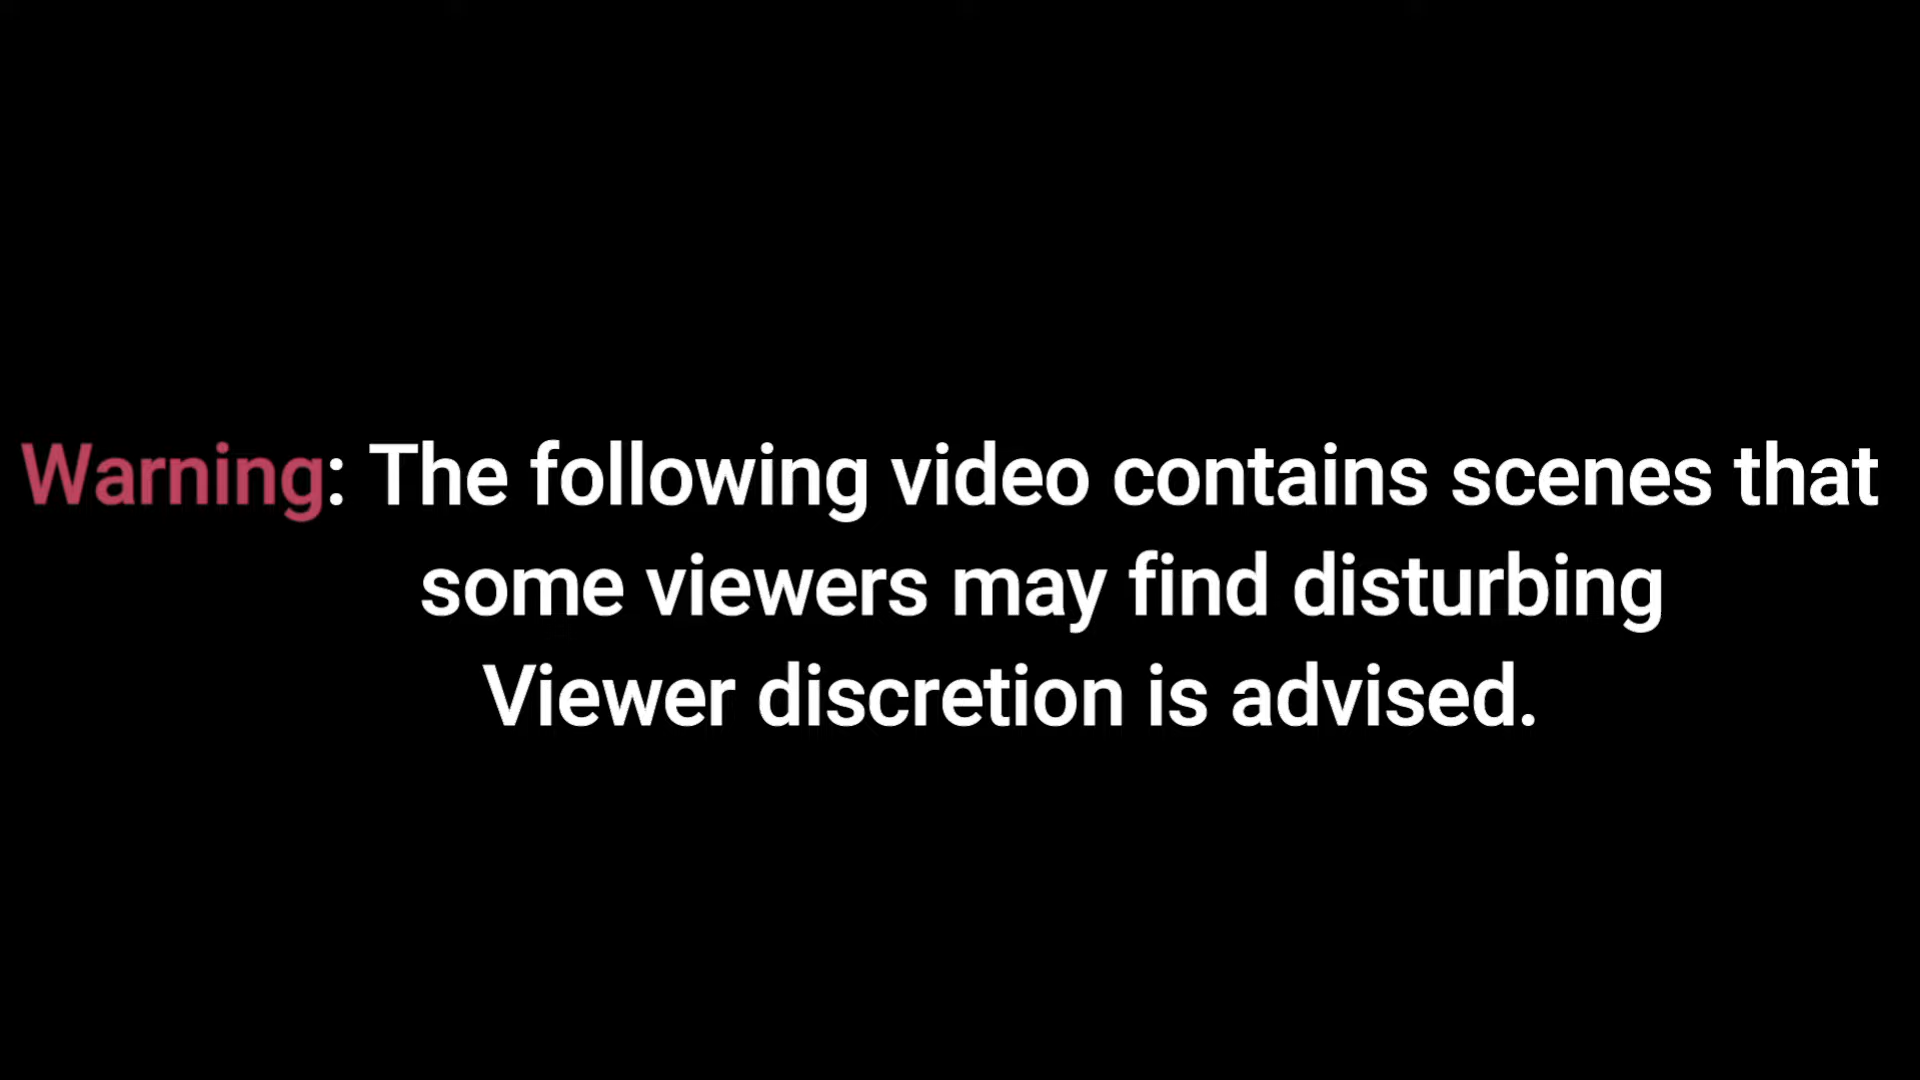 Warning: The following video contains scenes that
some viewers may find disturbing
Viewer discretion is advised.